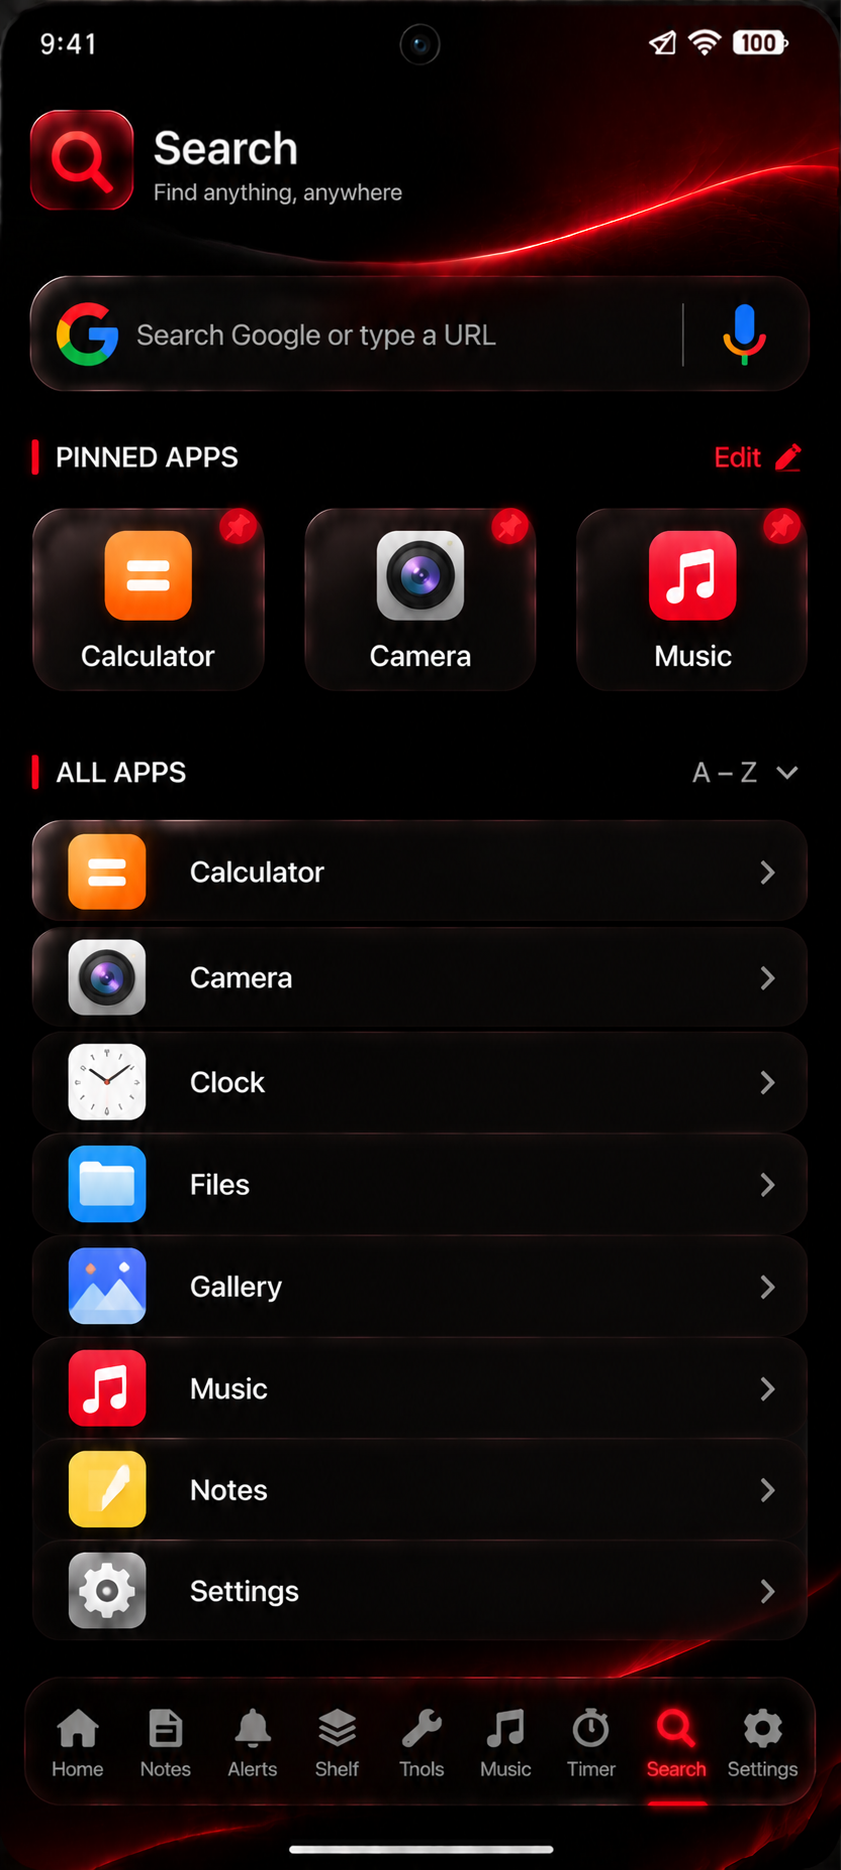 9:41
100
Search
Find anything, anywhere
Search Google or type a URL
PINNED APPS
Edit
Calculator
Camera
Music
ALL APPS
A – Z
Calculator
Camera
Clock
Files
Gallery
Music
Notes
Settings
Home Notes Alerts Shelf Tnols Music Timer Search Settings